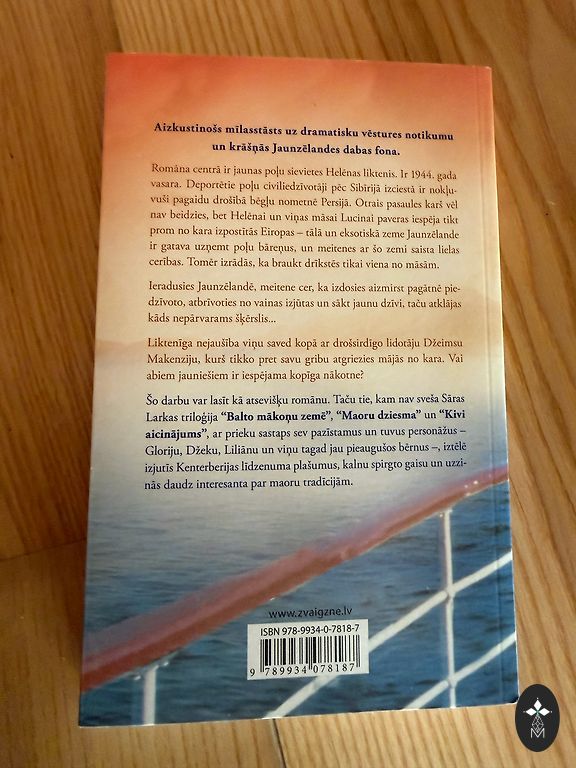 Aizkustinošs mīlasstāsts uz dramatisku vēstures notikumu
un krāšņās Jaunzēlandes dabas fona.
Romāna centrā ir jaunas poļu sievietes Helēnas liktenis. Ir 1944. gada
vasara. Deportētie poļu civiliedzīvotāji pēc Sibīrijā izciestā ir nokļu-
vuši pagaidu drošībā bēgļu nometnē Persijā. Otrais pasaules karš vēl
nav beidzies, bet Helēnai un viņas māsai Lucinai paveras iespēja tikt
prom no kara izpostītās Eiropas – tālā un eksotiskā zeme Jaunzēlande
ir gatava uzņemt poļu bāreņus, un meitenes ar šo zemi saista lielas
cerības. Tomēr izrādās, ka braukt drīkstēs tikai viena no māsām.
Ieradusies Jaunzēlandē, meitene cer, ka izdosies aizmirst pagātnē pie-
dzīvoto, atbrīvoties no vainas izjūtas un sākt jaunu dzīvi, taču atklājas
kāds nepārvarams šķērslis...
Liktenīga nejaušība viņu saved kopā ar drošsirdīgo lidotāju Džeimsu
Makenziju, kurš tikko pret savu gribu atgriezies mājās no kara. Vai
abiem jauniešiem ir iespējama kopīga nākotne?
Šo darbu var lasīt kā atsevišķu romānu. Taču tie, kam nav sveša Sāras
Larkas triloģija “Balto mākoņu zemē”, “Maoru dziesma” un “Kivi
aicinājums”, ar prieku sastaps sev pazīstamus un tuvus personāžus –
Gloriju, Džeku, Liliānu un viņu tagad jau pieaugušos bērnus –, iztēlē
izjutīs Kenterberijas līdzenuma plašumus, kalnu spirgto gaisu un uzzi-
nās daudz interesanta par maoru tradīcijām.
www.zvaigzne.lv
ISBN 978-9934-0-7818-7
9 789934 078187
M